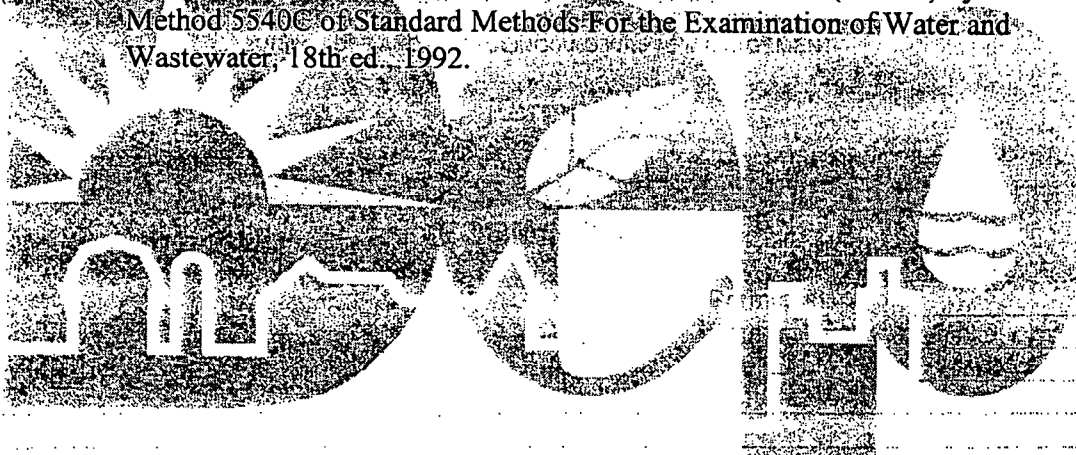 Method 5540C of Standard Methods For the Examination of Water and
Wastewater, 18th ed., 1992.